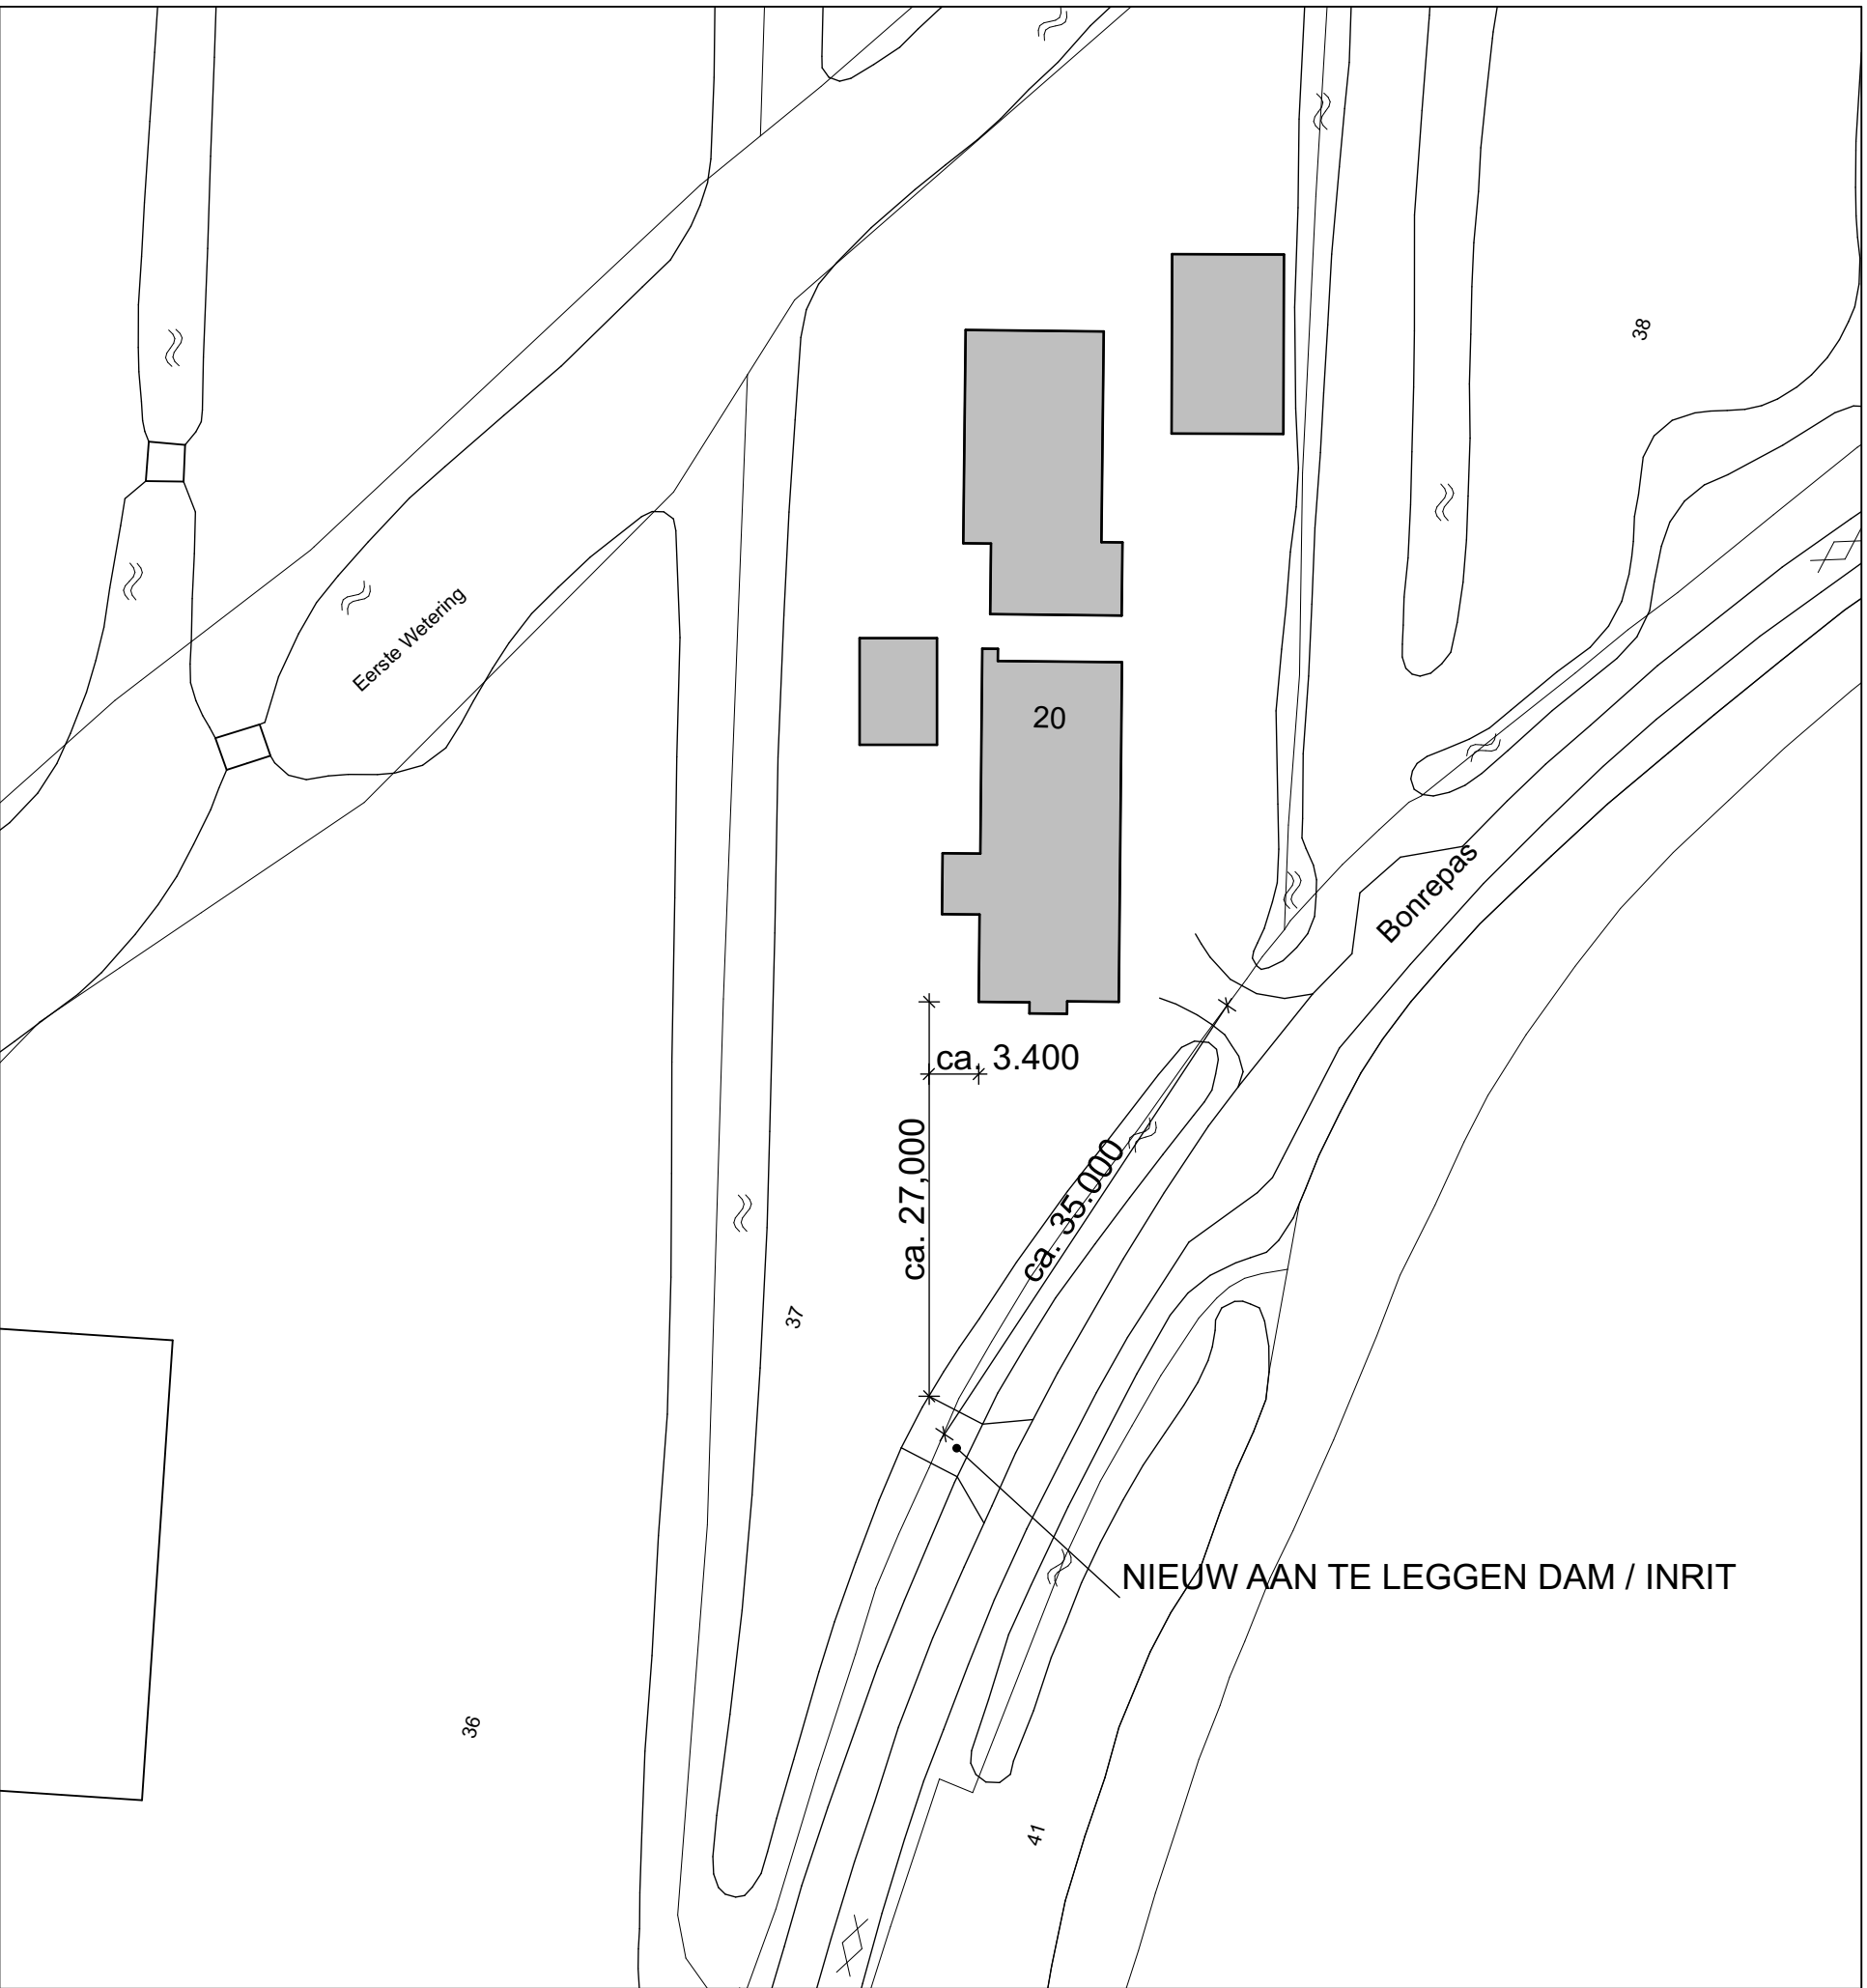 38
Eerste Wetering
20
Bonrepas
ca. 3.400
ca. 27,000
ca. 35.000
37
NIEUW AAN TE LEGGEN DAM / INRIT
36
41